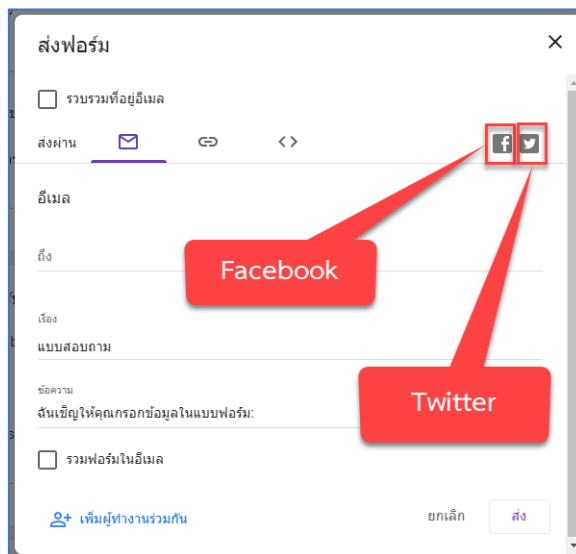 ส่งฟอร์ม
รวบรวมที่อยู่อีเมล
ส่งผ่าน
อีเมล
Facebook
ถึง
เรื่อง
แบบสอบถาม
Twitter
ข้อความ
ฉันเชิญให้คุณกรอกข้อมูลในแบบฟอร์ม:
รวมฟอร์มในอีเมล
เพิ่มผู้ทำงานร่วมกัน ยกเลิก ส่ง